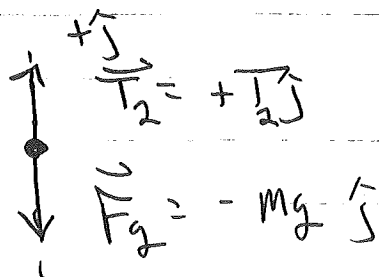 +ĵ
T⃗₂ = + T₂ ĵ
F⃗g = - mg ĵ